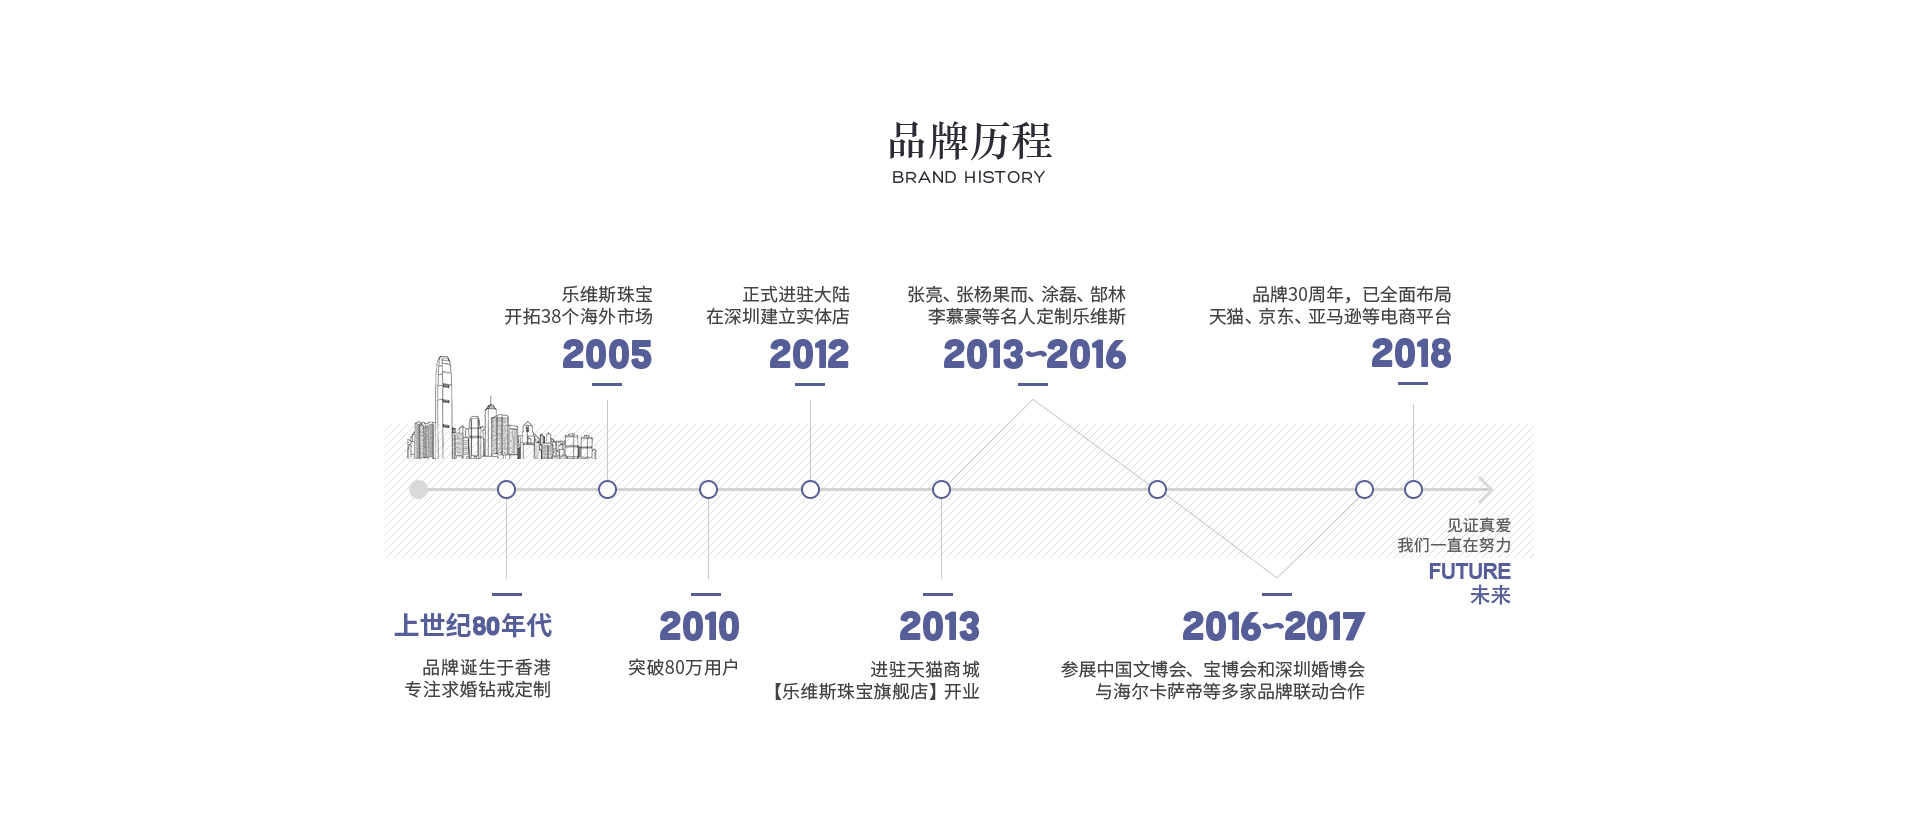 品牌历程
BRAND HISTORY
乐维斯珠宝
开拓38个海外市场
2005
正式进驻大陆
在深圳建立实体店
2012
张亮、张杨果而、涂磊、郜林
李慕豪等名人定制乐维斯
2013~2016
品牌30周年，已全面布局
天猫、京东、亚马逊等电商平台
2018
见证真爱
我们一直在努力
FUTURE
未来
上世纪80年代
品牌诞生于香港
专注求婚钻戒定制
2010
突破80万用户
2013
进驻天猫商城
【乐维斯珠宝旗舰店】开业
2016~2017
参展中国文博会、宝博会和深圳婚博会
与海尔卡萨帝等多家品牌联动合作